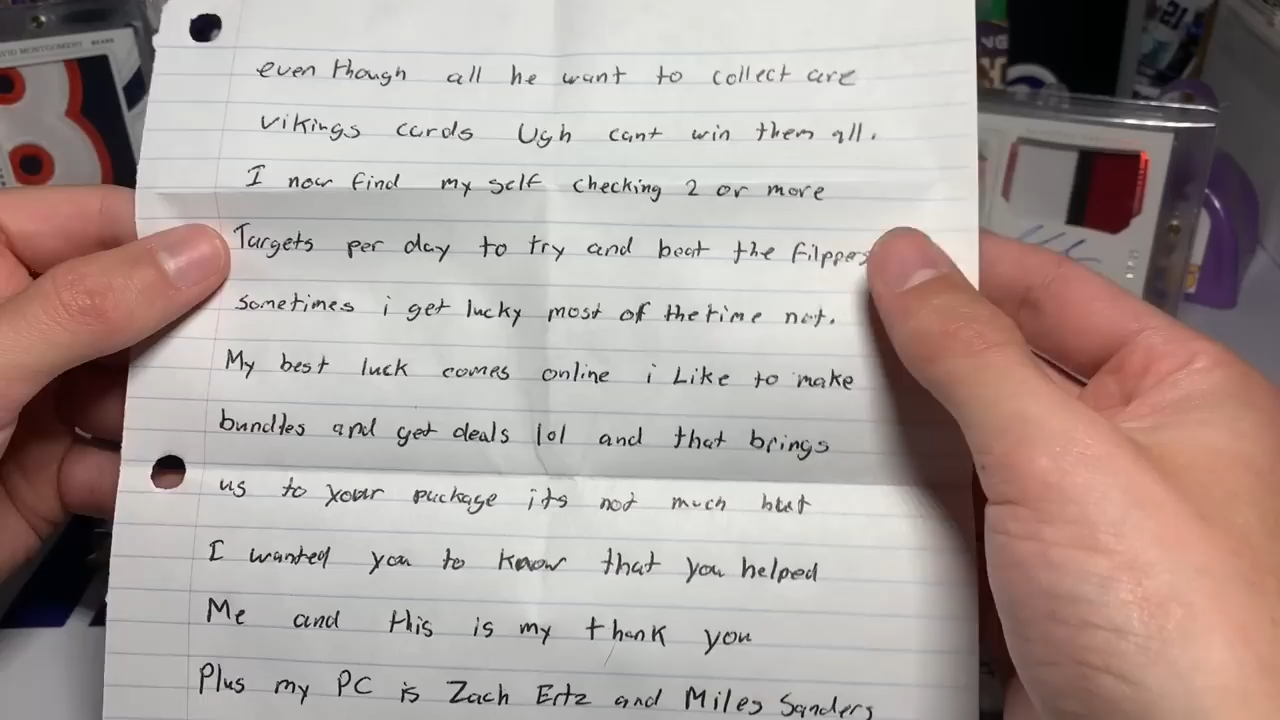 even though all he want to collect are
vikings cards Ugh cant win them all.
I now find my self checking 2 or more
Targets per day to try and beat the filppers
sometimes i get lucky most of the time not.
My best luck comes online i Like to make
bundles and get deals lol and that brings
us to your package its not much but
I wanted you to know that you helped
Me and this is my thank you
Plus my PC is Zach Ertz and Miles Sanders
DAVID MONTGOMERY BEARS
21